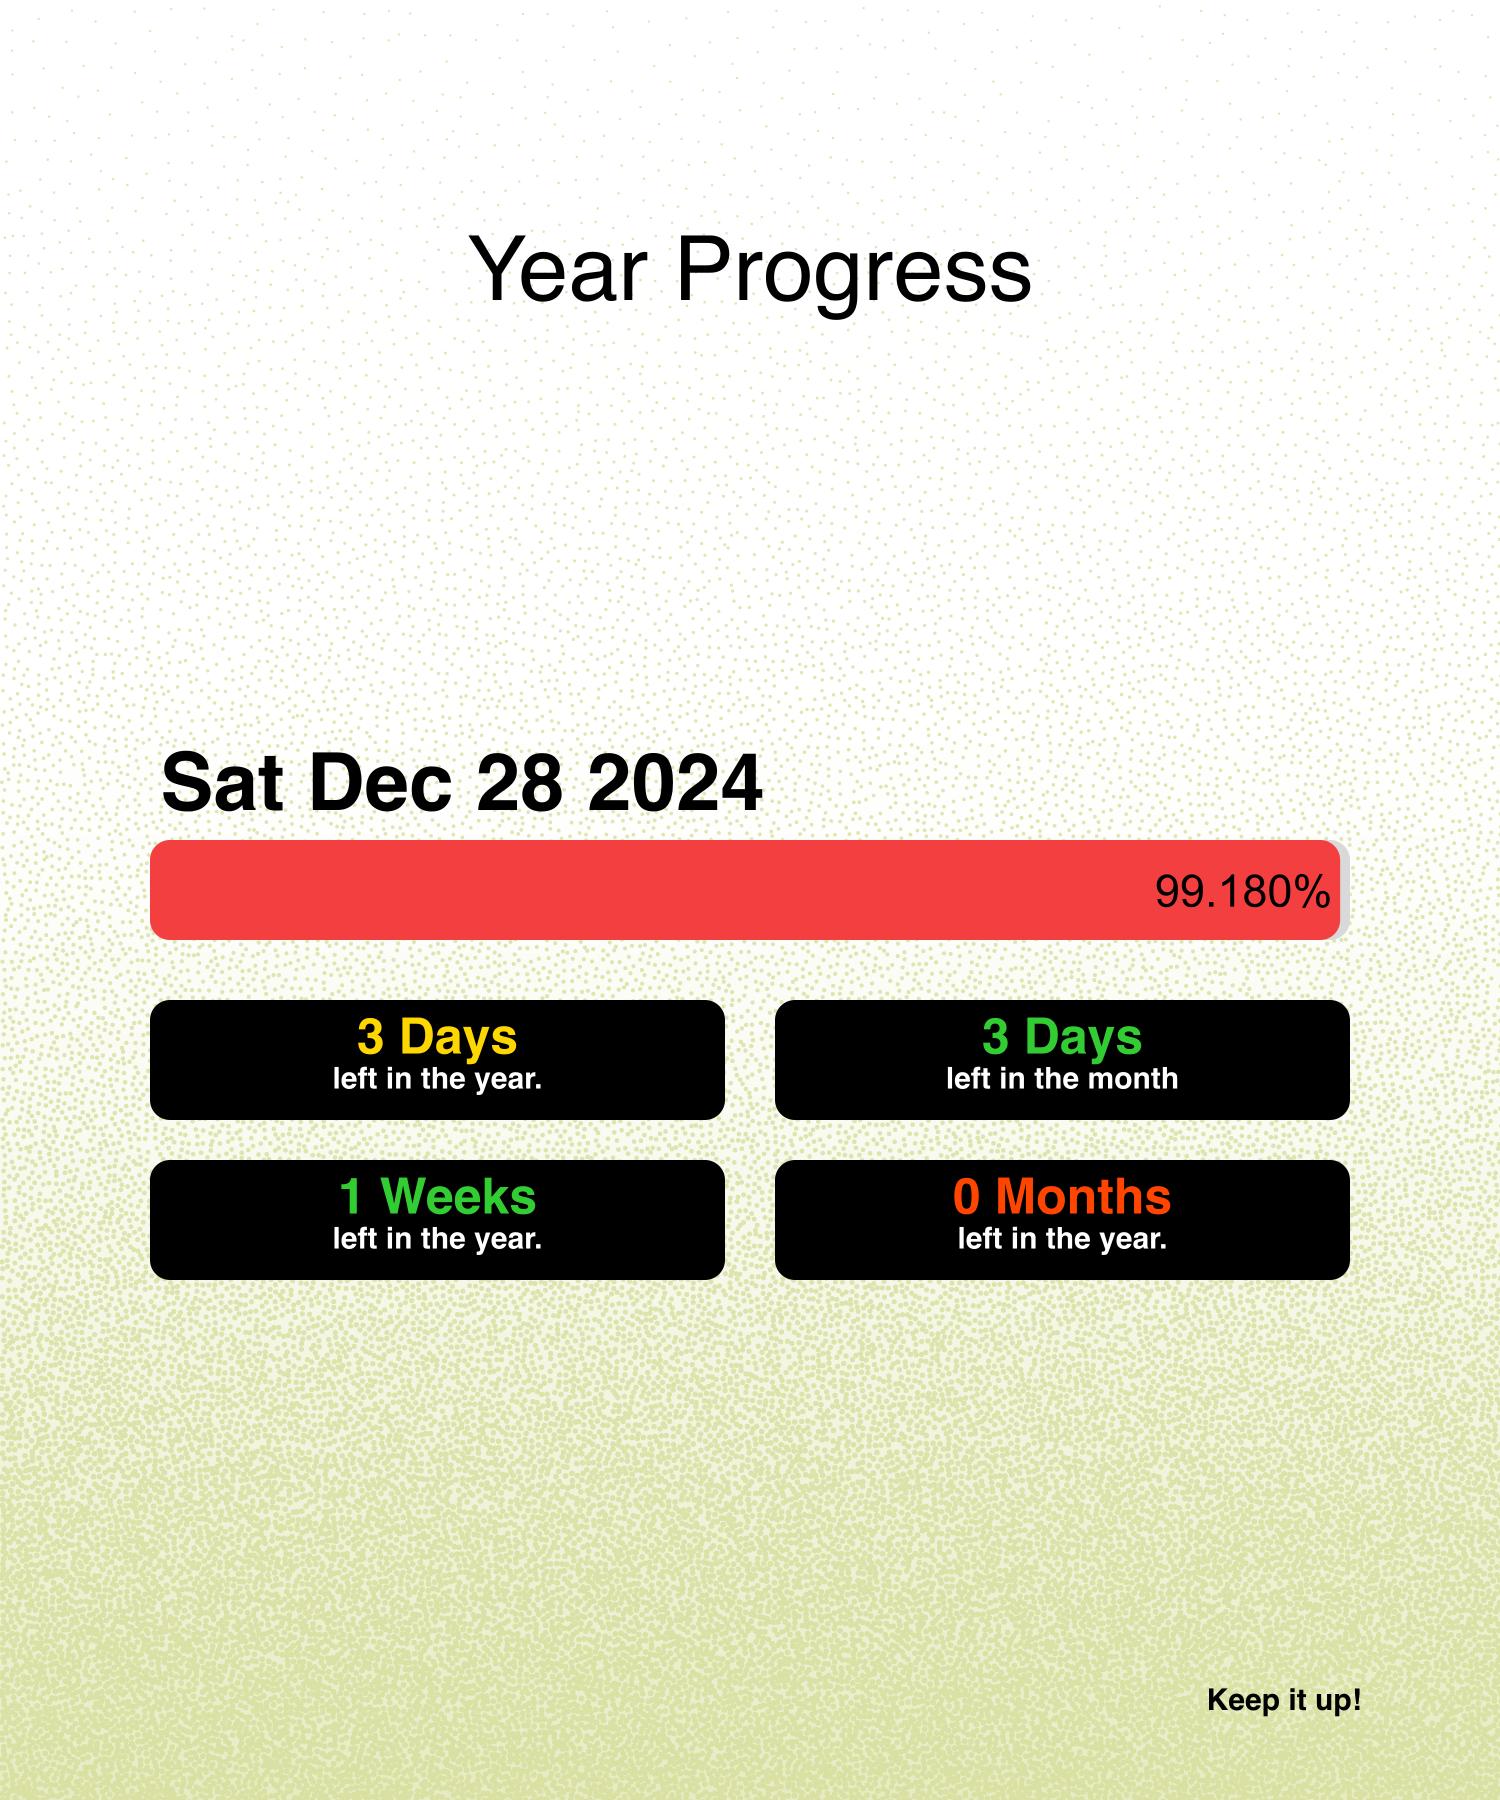 Year Progress
Sat Dec 28 2024
99.180%
3 Days
left in the year.
3 Days
left in the month
1 Weeks
left in the year.
0 Months
left in the year.
Keep it up!